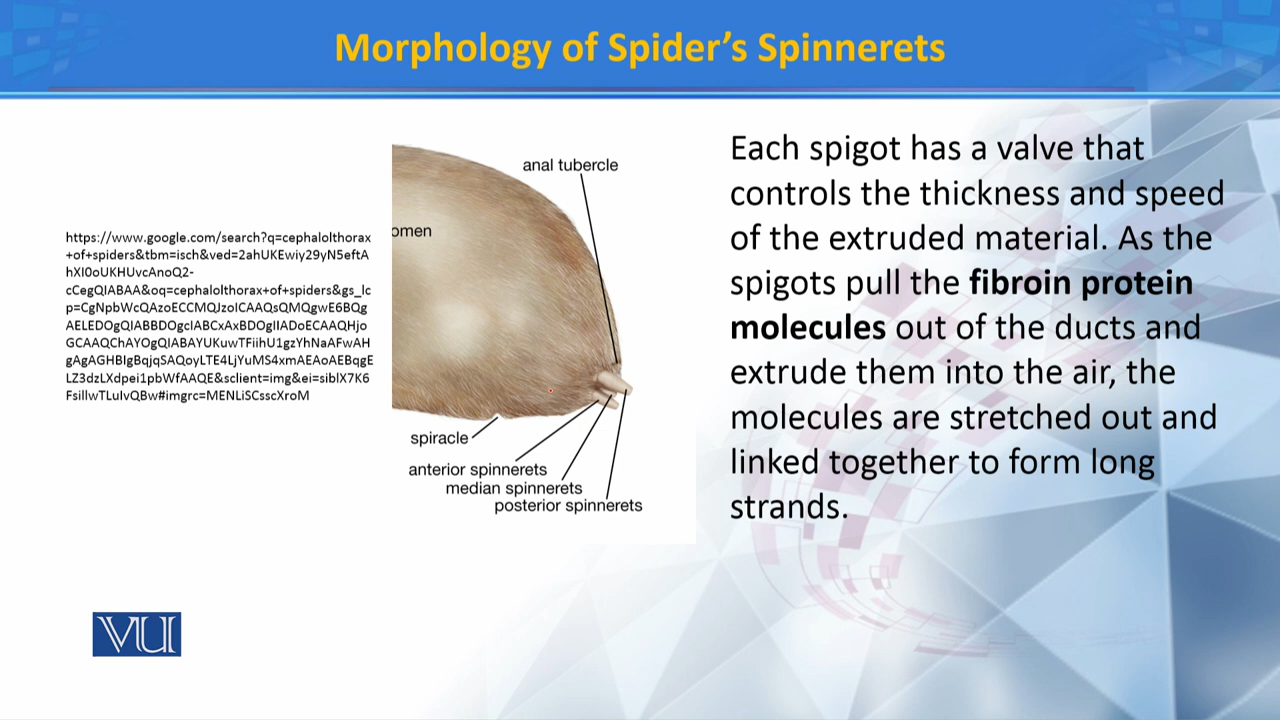 Morphology of Spider’s Spinnerets
https://www.google.com/search?q=cephalolthorax
+of+spiders&tbm=isch&ved=2ahUKEwiy29yN5eftA
hXI0oUKHUvcAnoQ2-
cCegQIABAA&oq=cephalolthorax+of+spiders&gs_lc
p=CgNpbWcQAzoECCMQJzoICAAQsQMQgwE6BQg
AELEDOgQIABBDOgcIABCxAxBDOgIIADoECAAQHjo
GCAAQChAYOgQIABAYUKuwTFiihU1gzYhNaAFwAH
gAgAGHBIgBqjqSAQoyLTE4LjYuMS4xmAEAoAEBqgE
LZ3dzLXdpei1pbWfAAQE&sclient=img&ei=siblX7K6
FsillwTLulvQBw#imgrc=MENLiSCsscXroM
anal tubercle
omen
spiracle
anterior spinnerets
median spinnerets
posterior spinnerets
Each spigot has a valve that
controls the thickness and speed
of the extruded material. As the
spigots pull the fibroin protein
molecules out of the ducts and
extrude them into the air, the
molecules are stretched out and
linked together to form long
strands.
VU